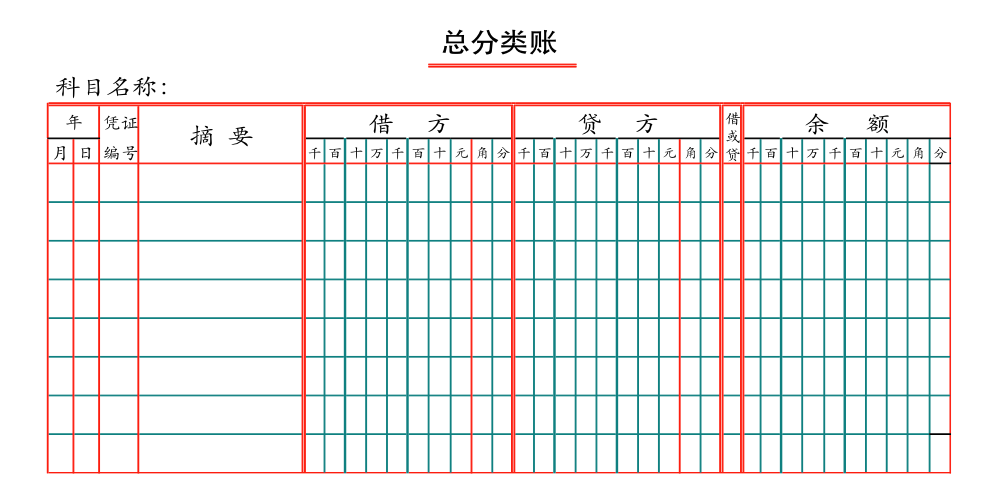 总分类账
科目名称:
年 凭证 摘要 借方 贷方 借或贷 余额
月 日 编号 千 百 十 万 千 百 十 元 角 分 千 百 十 万 千 百 十 元 角 分 千 百 十 万 千 百 十 元 角 分